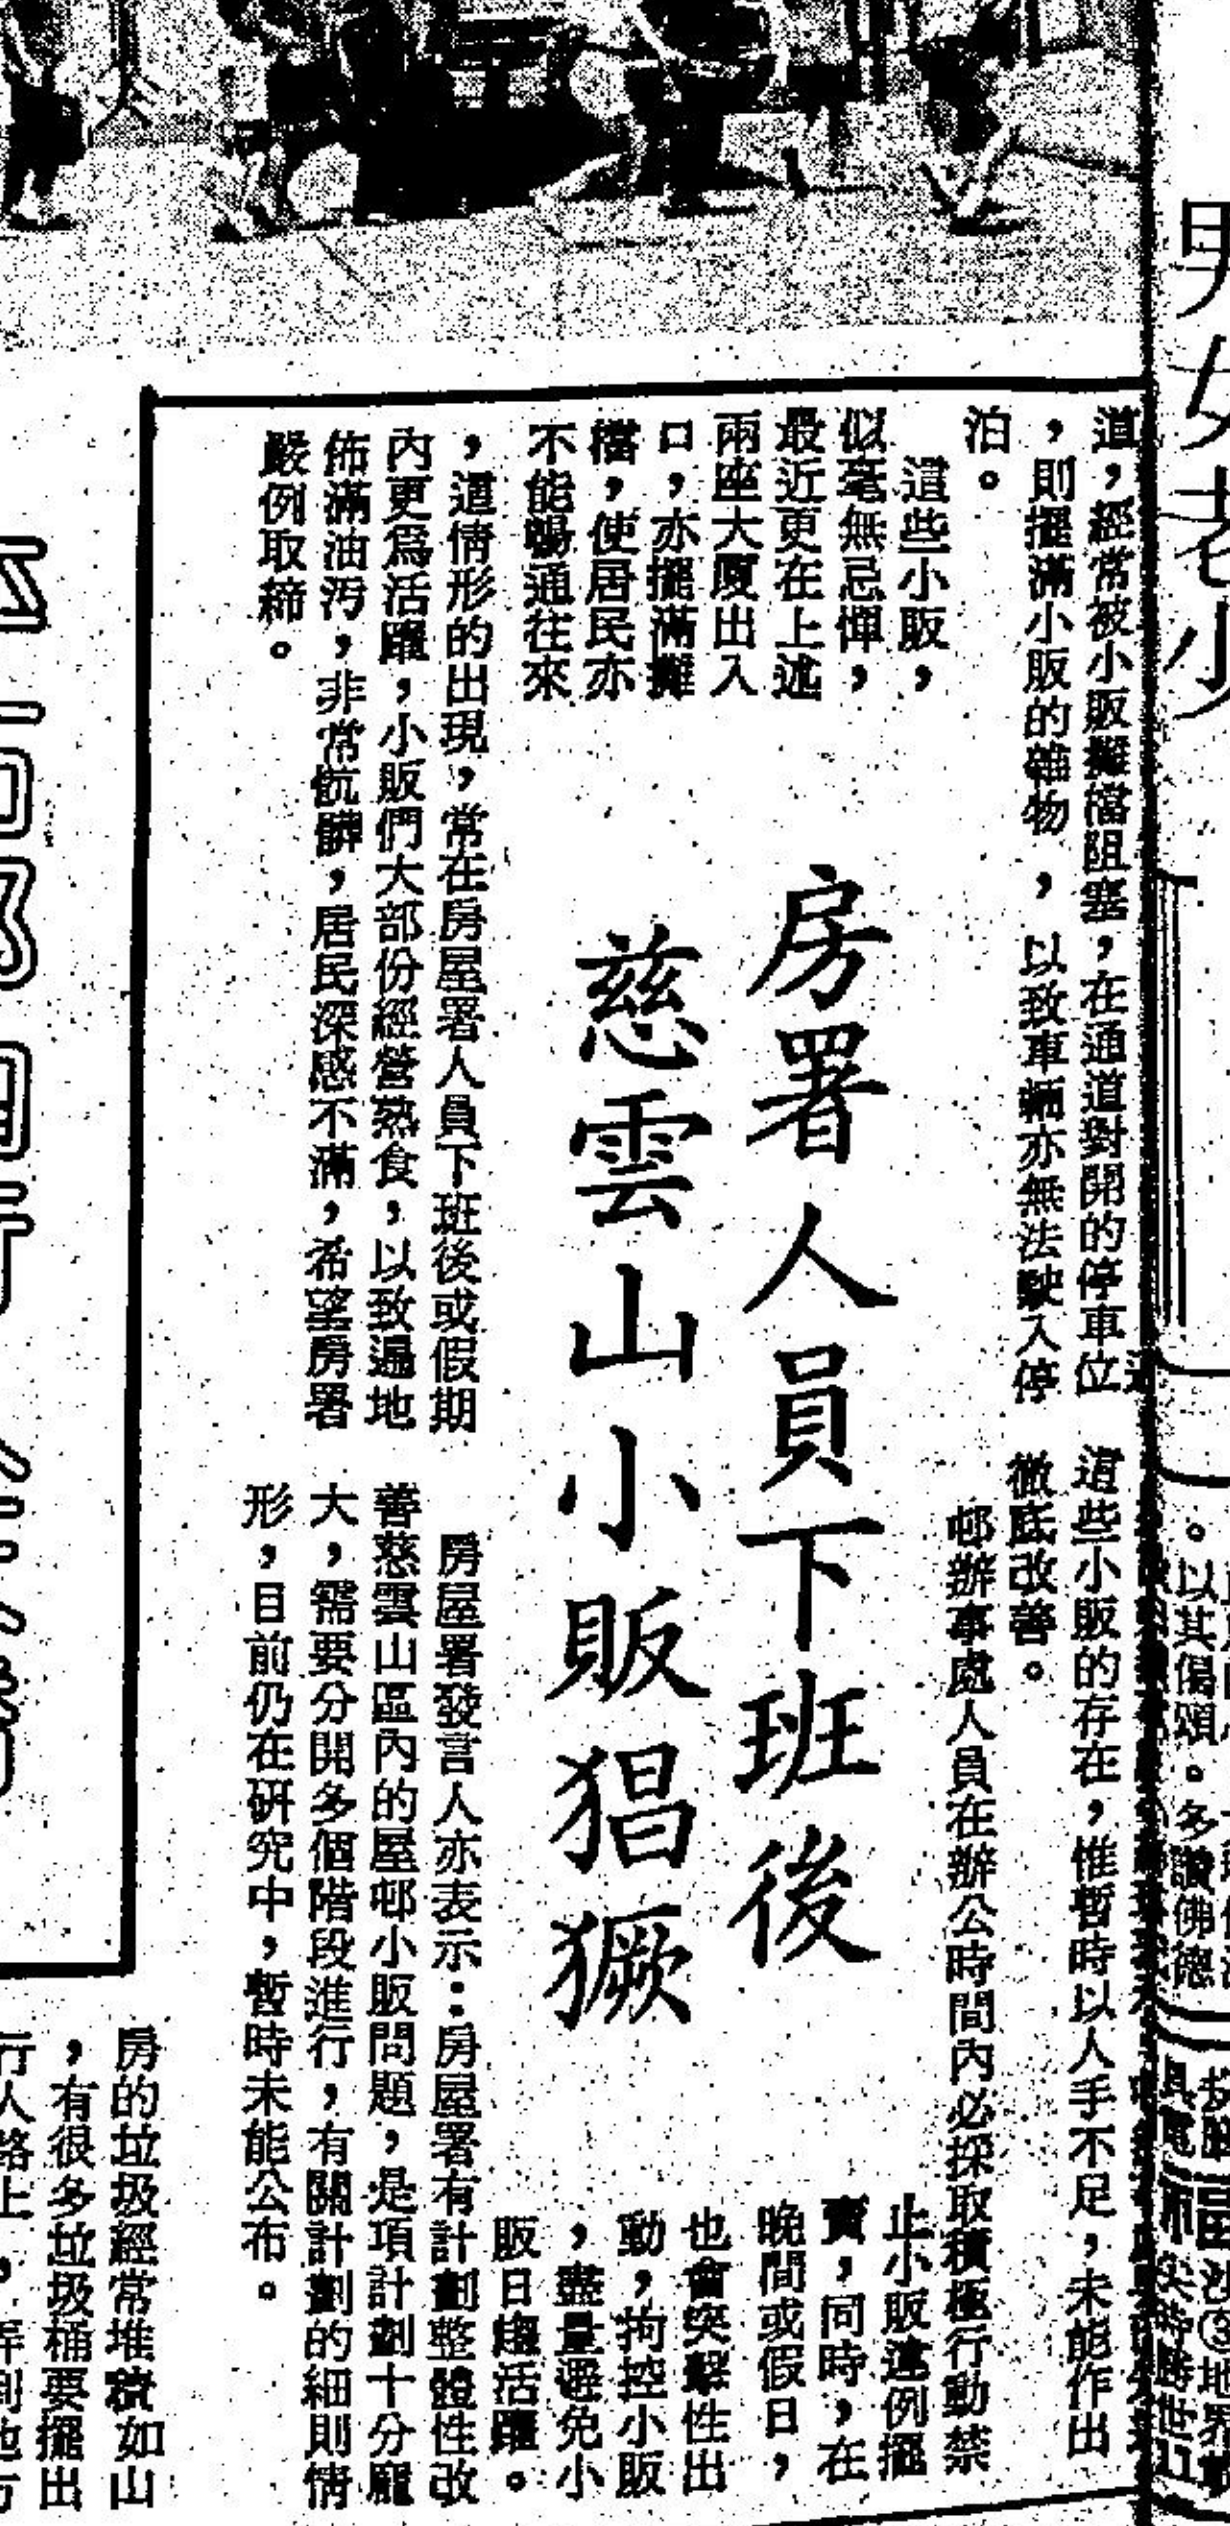 房署人員下班後
慈雲山小販猖獗
道，經常被小販攤檔阻塞，在通道對開的停車位
，則擺滿小販的雜物，以致車輛亦無法駛入停
泊。
這些小販，
似毫無忌憚，
最近更在上述
兩座大廈出入
口，亦擺滿攤
檔，使居民亦
不能暢通往來
，這情形的出現，常在房屋署人員下班後或假期
內更為活躍，小販們大部份經營熟食，以致遍地
佈滿油污，非常骯髒，居民深感不滿，希望房署
嚴例取締。
這些小販的存在，惟暫時以人手不足，未能作出
徹底改善。
邨辦事處人員在辦公時間內必採取積極行動禁
止小販違例擺
賣，同時，在
晚間或假日，
也會突擊性出
動，拘控小販
，盡量避免小
販日趨活躍。
房屋署發言人亦表示：房屋署有計劃整體性改
善慈雲山區內的屋邨小販問題，是項計劃十分龐
大，需要分開多個階段進行，有關計劃的細則情
形，目前仍在研究中，暫時未能公布。
房的垃圾經常堆積如山
，有很多垃圾桶要擺出
男女老少
。以其傷頌。多讚佛德